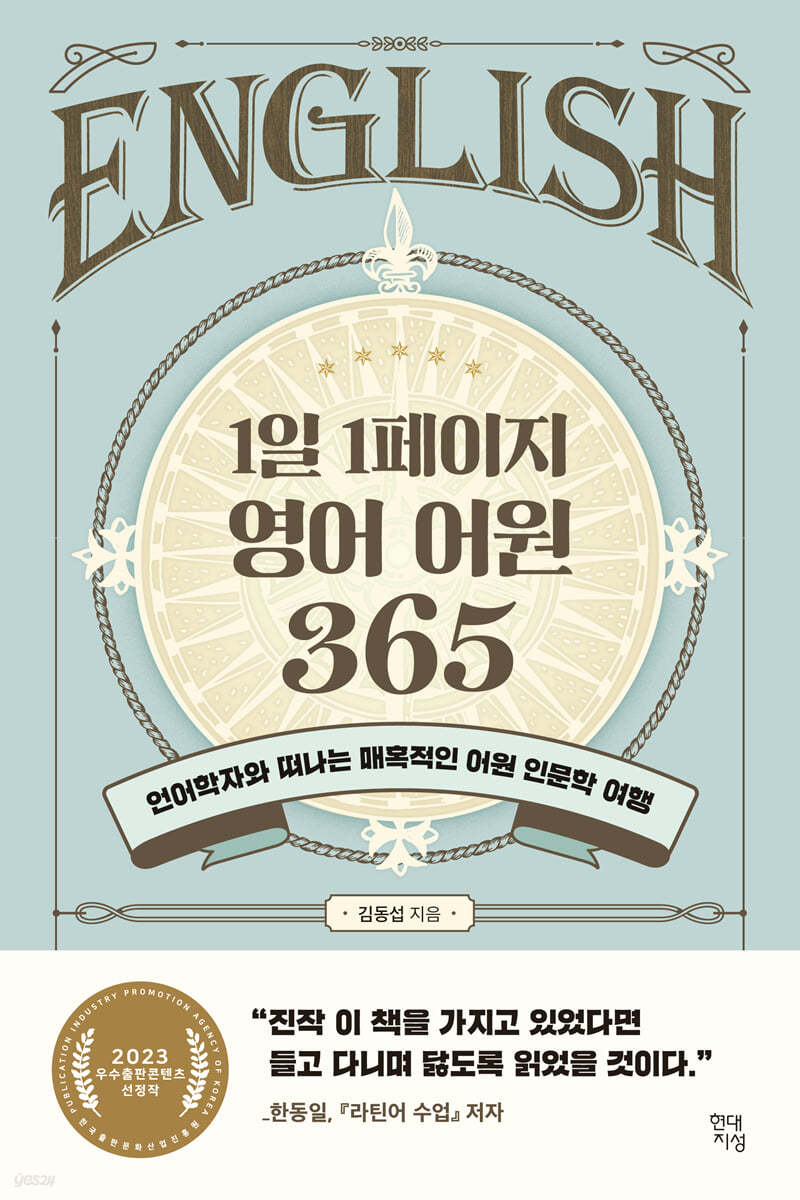 ENGLISH
1일 1페이지
영어 어원
365
언어학자와 떠나는 매혹적인 어원 인문학 여행
· 김동섭 지음 ·
PUBLICATION INDUSTRY PROMOTION AGENCY OF KOREA
2023
우수출판콘텐츠
선정작
한국출판문화산업진흥원
“진작 이 책을 가지고 있었다면
들고 다니며 닳도록 읽었을 것이다.”
_한동일, 『라틴어 수업』 저자
현대
지성
yes24